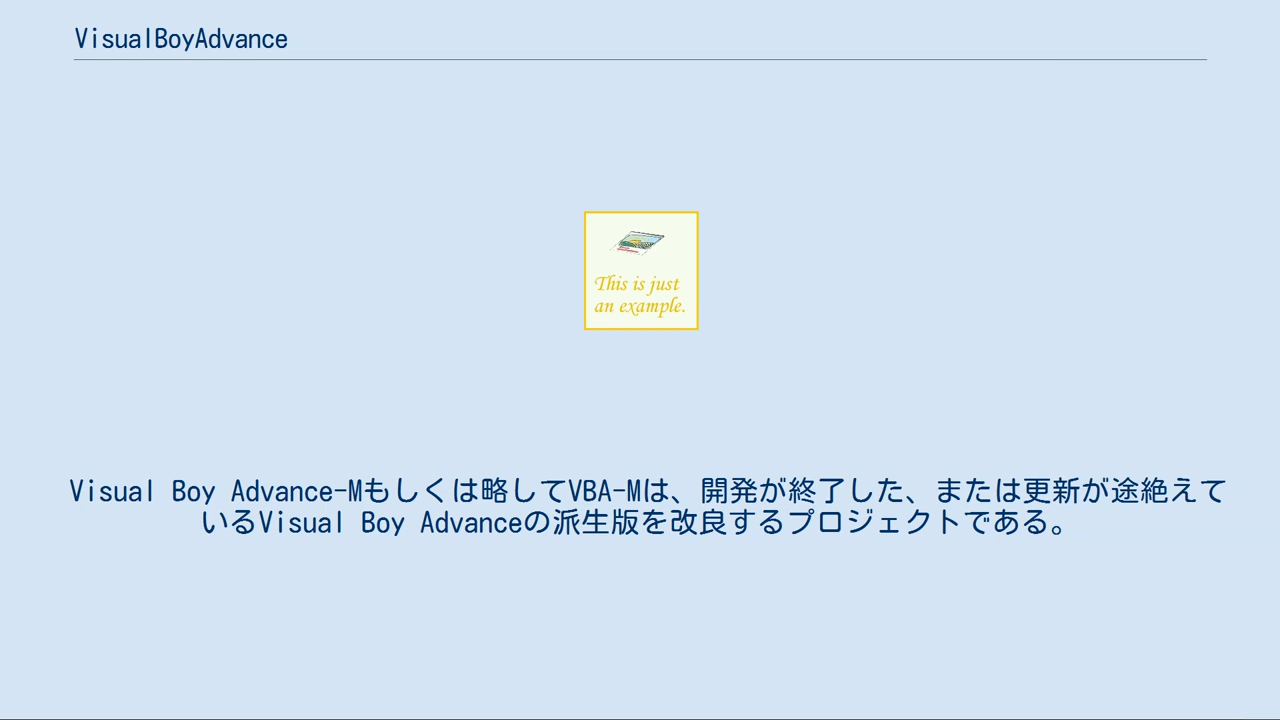 VisualBoyAdvance
This is just
an example.
Visual Boy Advance-Mもしくは略してVBA-Mは、開発が終了した、または更新が途絶えて
いるVisual Boy Advanceの派生版を改良するプロジェクトである。